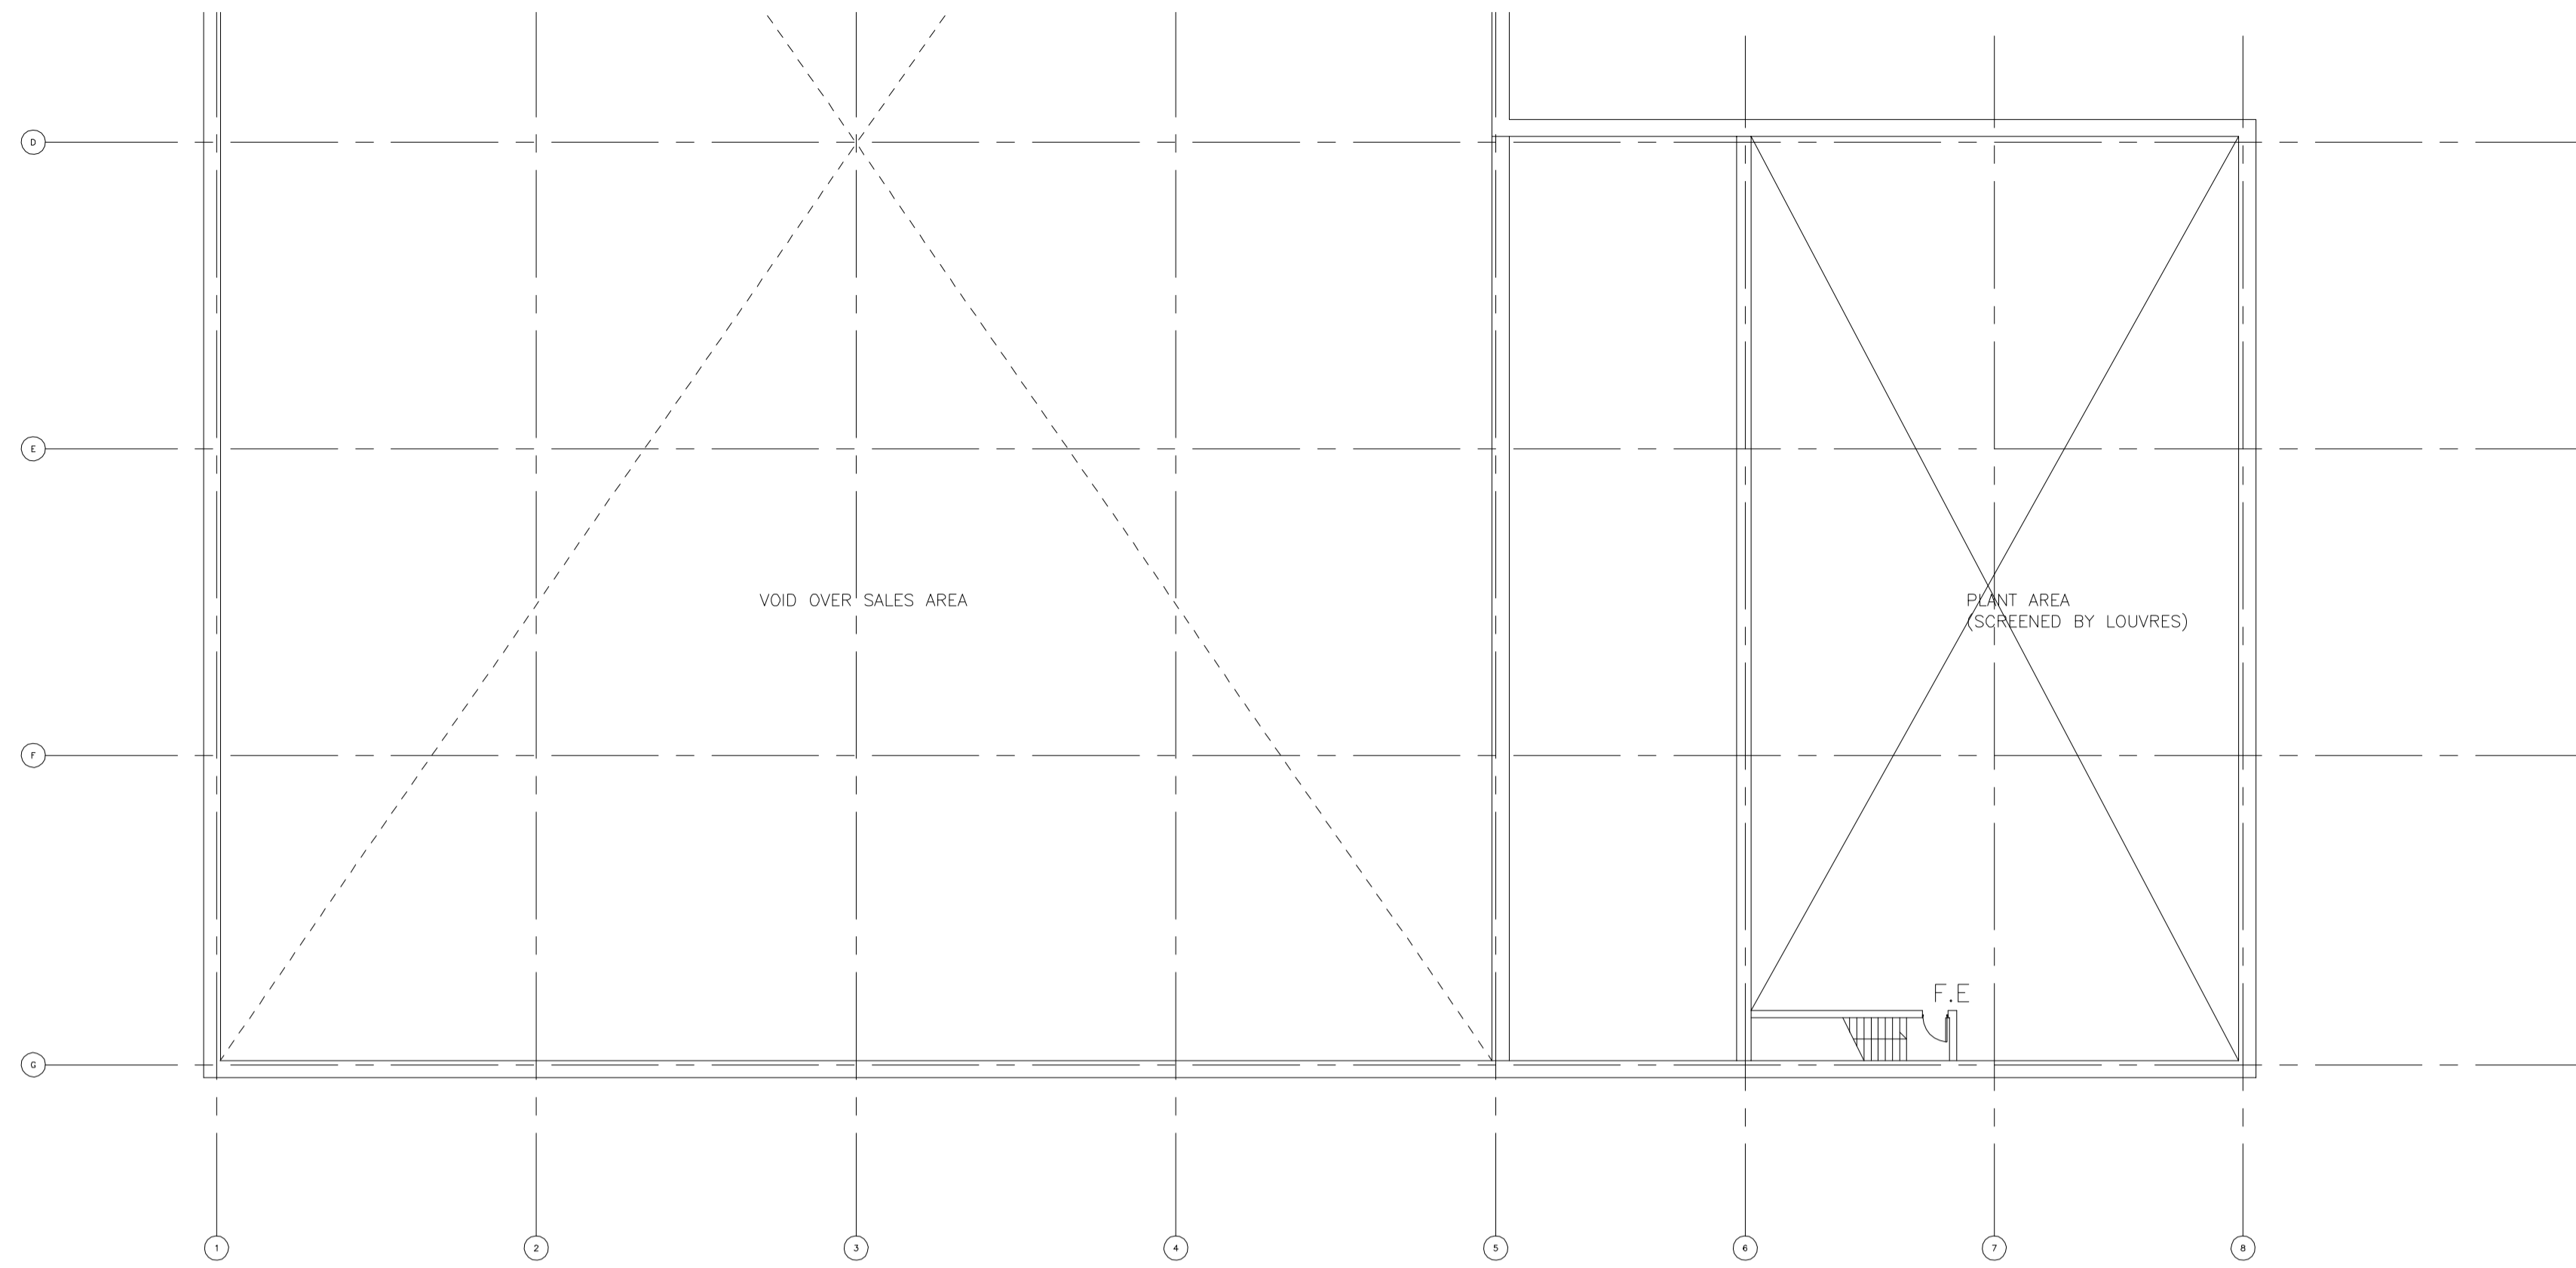 D
E
VOID OVER SALES AREA
PLANT AREA
(SCREENED BY LOUVRES)
F
F.E
G
1 2 3 4 5 6 7 8